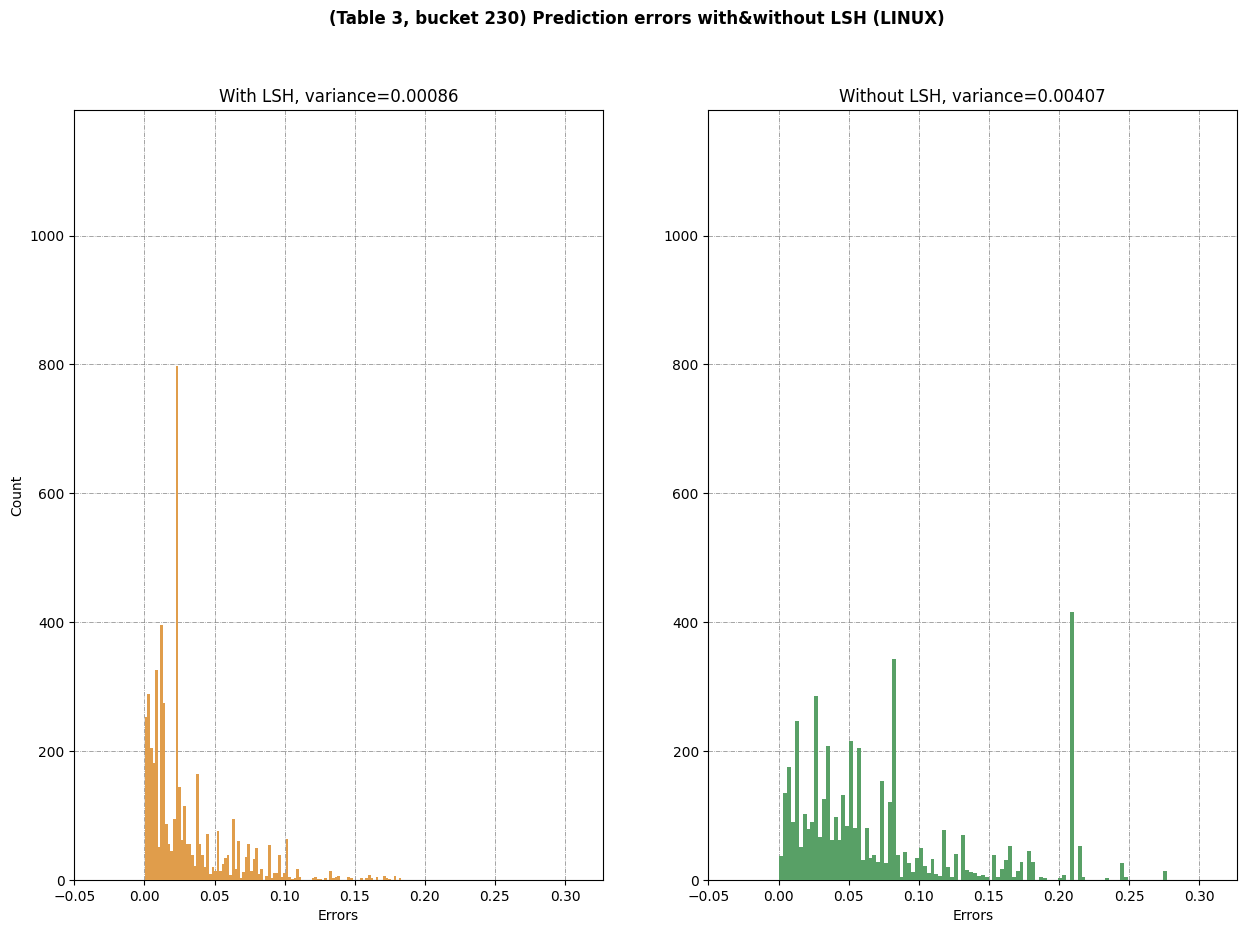 (Table 3, bucket 230) Prediction errors with&without LSH (LINUX)
With LSH, variance=0.00086
Count
1000
800
600
400
200
0
−0.05 0.00 0.05 0.10 0.15 0.20 0.25 0.30
Errors
Without LSH, variance=0.00407
1000
800
600
400
200
0
−0.05 0.00 0.05 0.10 0.15 0.20 0.25 0.30
Errors